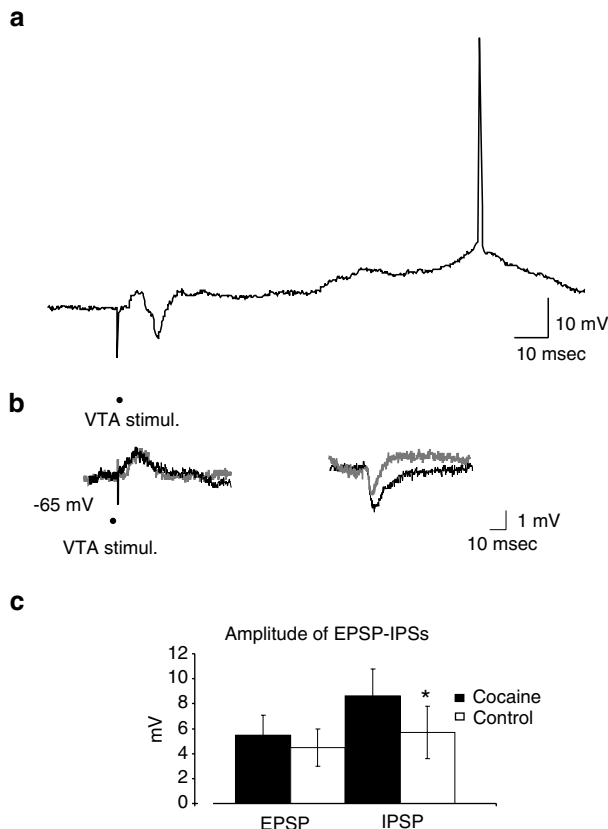 a
10 mV
10 msec
b
VTA stimul.
-65 mV
VTA stimul.
1 mV
10 msec
c
Amplitude of EPSP-IPSs
12
10
8
6
4
2
0
mV
*
Cocaine
Control
EPSP
IPSP